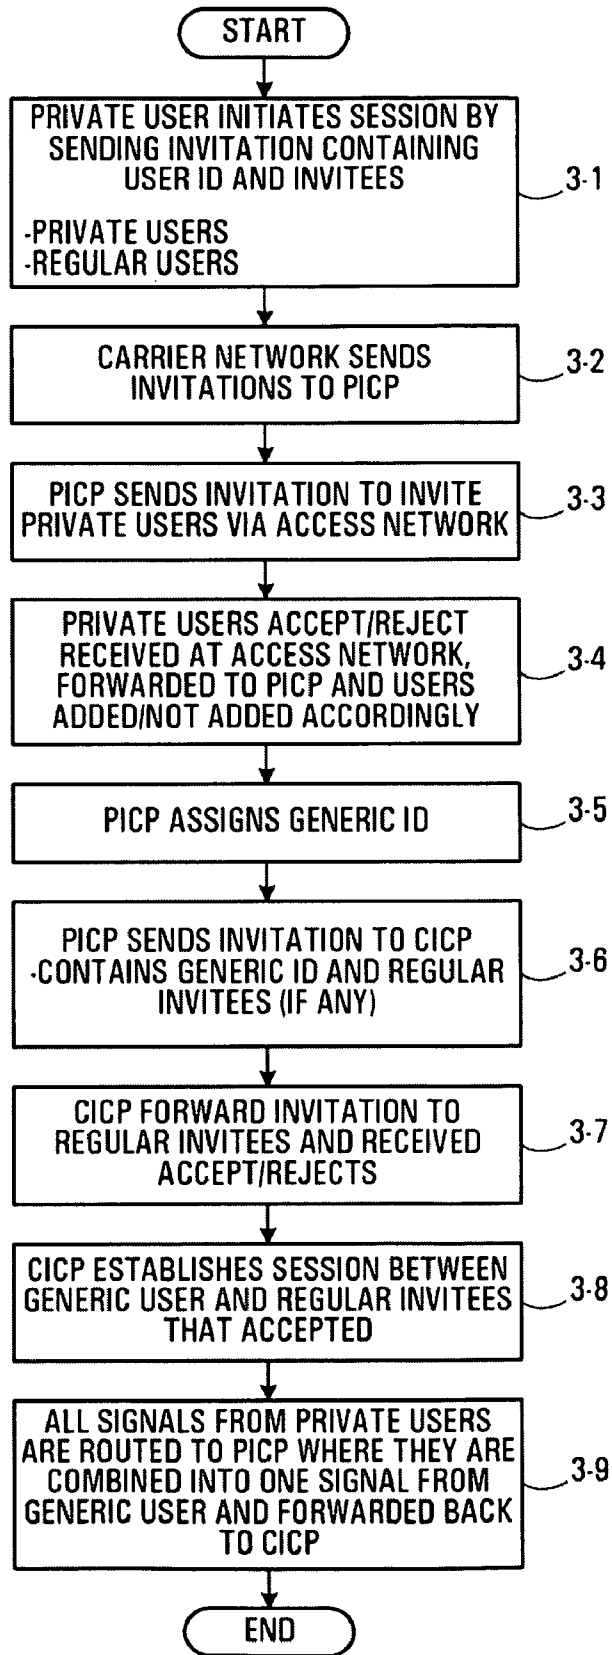 START
PRIVATE USER INITIATES SESSION BY
SENDING INVITATION CONTAINING
USER ID AND INVITEES
-PRIVATE USERS
-REGULAR USERS
3-1
CARRIER NETWORK SENDS
INVITATIONS TO PICP
3-2
PICP SENDS INVITATION TO INVITE
PRIVATE USERS VIA ACCESS NETWORK
3-3
PRIVATE USERS ACCEPT/REJECT
RECEIVED AT ACCESS NETWORK,
FORWARDED TO PICP AND USERS
ADDED/NOT ADDED ACCORDINGLY
3-4
PICP ASSIGNS GENERIC ID
3-5
PICP SENDS INVITATION TO CICP
-CONTAINS GENERIC ID AND REGULAR
INVITEES (IF ANY)
3-6
CICP FORWARD INVITATION TO
REGULAR INVITEES AND RECEIVED
ACCEPT/REJECTS
3-7
CICP ESTABLISHES SESSION BETWEEN
GENERIC USER AND REGULAR INVITEES
THAT ACCEPTED
3-8
ALL SIGNALS FROM PRIVATE USERS
ARE ROUTED TO PICP WHERE THEY ARE
COMBINED INTO ONE SIGNAL FROM
GENERIC USER AND FORWARDED BACK
TO CICP
3-9
END